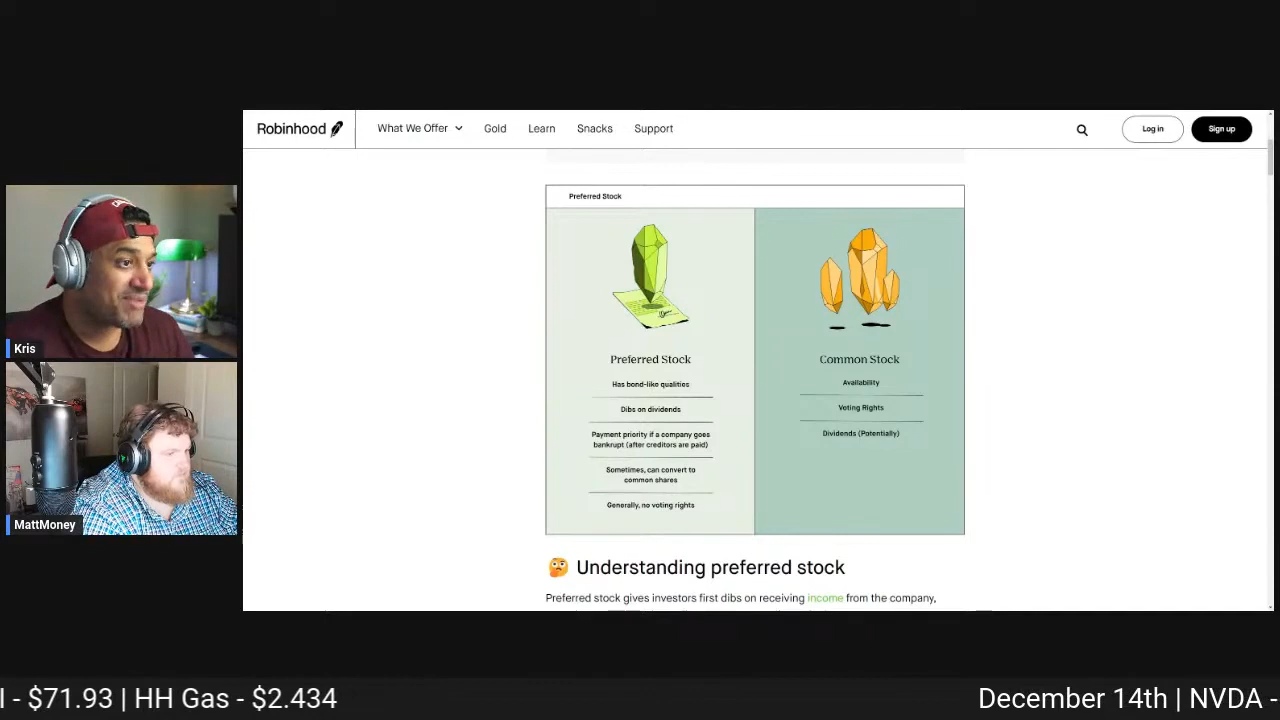 Robinhood
What We Offer
Gold
Learn
Snacks
Support
Log in
Sign up
Preferred Stock
Preferred Stock
Has bond-like qualities
Dibs on dividends
Payment priority if a company goes
bankrupt (after creditors are paid)
Sometimes, can convert to
common shares
Generally, no voting rights
Common Stock
Availability
Voting Rights
Dividends (Potentially)
🤔 Understanding preferred stock
Preferred stock gives investors first dibs on receiving income from the company,
Kris
MattMoney
- $71.93 | HH Gas - $2.434
December 14th | NVDA -